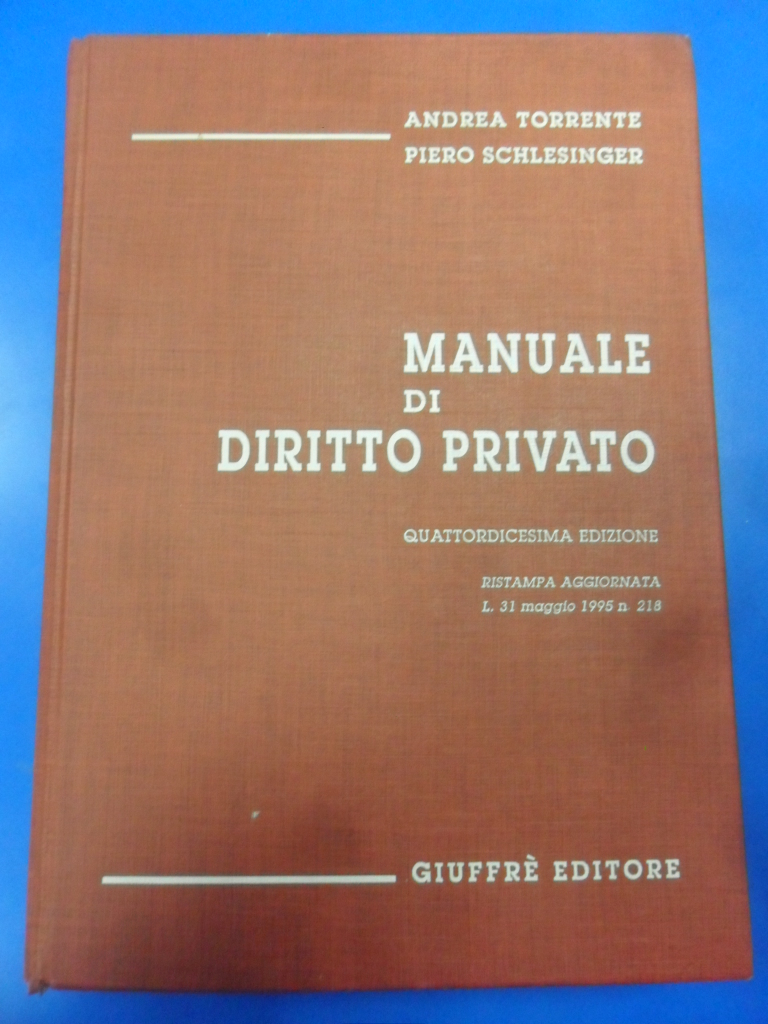 ANDREA TORRENTE
PIERO SCHLESINGER
MANUALE
DI
DIRITTO PRIVATO
QUATTORDICESIMA EDIZIONE
RISTAMPA AGGIORNATA
L. 31 maggio 1995 n. 218
GIUFFRÈ EDITORE